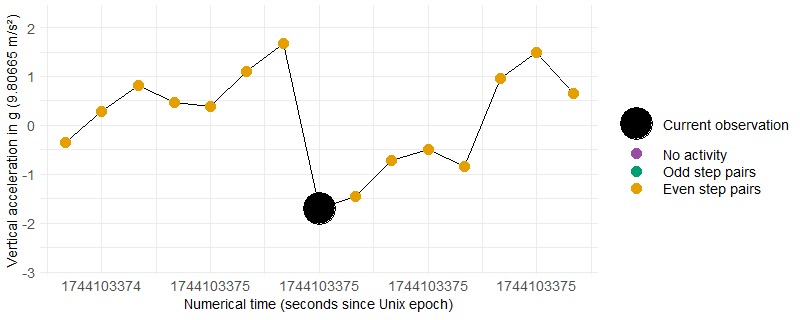 Vertical acceleration in g (9.80665 m/s²)
2
1
0
-1
-2
-3
1744103374 1744103375 1744103375 1744103375 1744103375
Numerical time (seconds since Unix epoch)
Current observation
No activity
Odd step pairs
Even step pairs